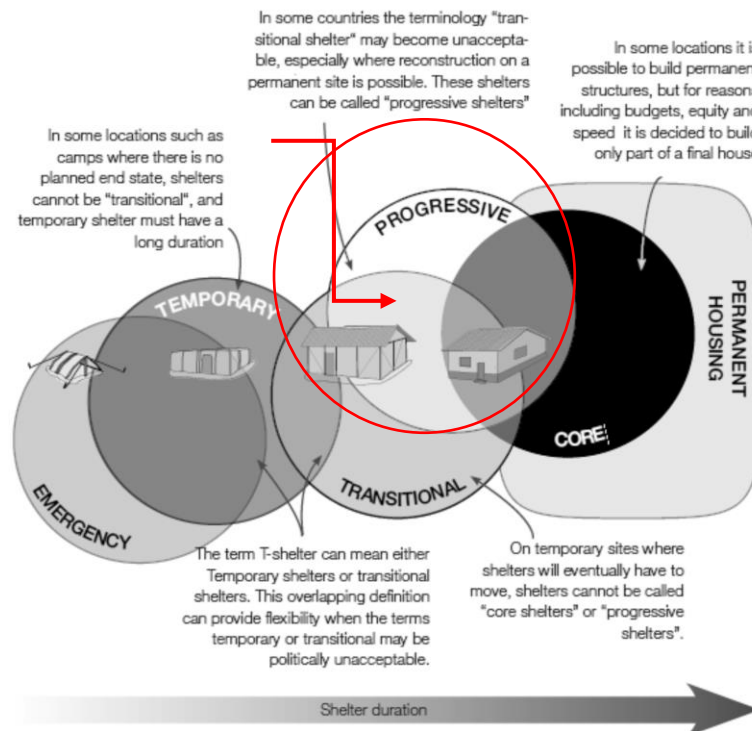 In some countries the terminology "tran-
sitional shelter" may become unaccepta-
ble, especially where reconstruction on a
permanent site is possible. These shelters
can be called "progressive shelters"
In some locations it is
possible to build permanent
structures, but for reasons
including budgets, equity and
speed it is decided to build
only part of a final house
In some locations such as
camps where there is no
planned end state, shelters
cannot be "transitional", and
temporary shelter must have a
long duration
PROGRESSIVE
TEMPORARY
PERMANENT
HOUSING
CORE
EMERGENCY
TRANSITIONAL
The term T-shelter can mean either
Temporary shelters or transitional
shelters. This overlapping definition
can provide flexibility when the terms
temporary or transitional may be
politically unacceptable.
On temporary sites where
shelters will eventually have to
move, shelters cannot be called
"core shelters" or "progressive
shelters".
Shelter duration